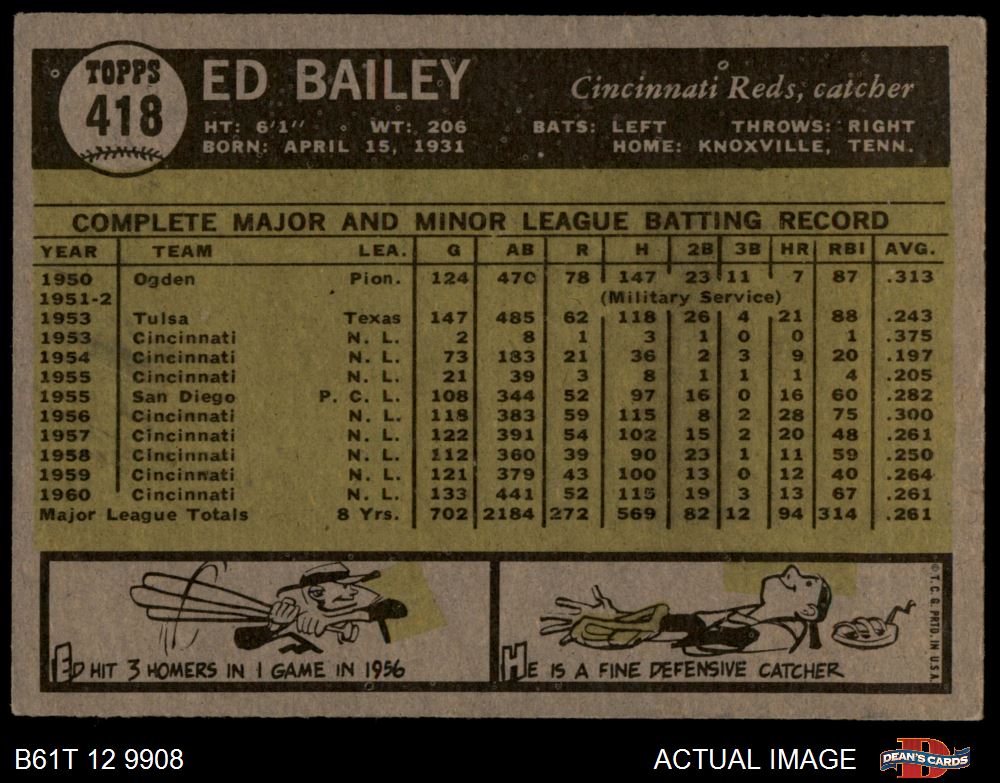 TOPPS
418
ED BAILEY
Cincinnati Reds, catcher
HT: 6'1" WT: 206 BATS: LEFT THROWS: RIGHT
BORN: APRIL 15, 1931 HOME: KNOXVILLE, TENN.
COMPLETE MAJOR AND MINOR LEAGUE BATTING RECORD
YEAR TEAM LEA. G AB R H 2B 3B HR RBI AVG.
1950 Ogden Pion. 124 470 78 147 23 11 7 87 .313
1951-2 (Military Service)
1953 Tulsa Texas 147 485 62 118 26 4 21 88 .243
1953 Cincinnati N. L. 2 8 1 3 1 0 0 1 .375
1954 Cincinnati N. L. 73 183 21 36 2 3 9 20 .197
1955 Cincinnati N. L. 21 39 3 8 1 1 1 4 .205
1955 San Diego P. C. L. 108 344 52 97 16 0 16 60 .282
1956 Cincinnati N. L. 118 383 59 115 8 2 28 75 .300
1957 Cincinnati N. L. 122 391 54 102 15 2 20 48 .261
1958 Cincinnati N. L. 112 360 39 90 23 1 11 59 .250
1959 Cincinnati N. L. 121 379 43 100 13 0 12 40 .264
1960 Cincinnati N. L. 133 441 52 115 19 3 13 67 .261
Major League Totals 8 Yrs. 702 2184 272 569 82 12 94 314 .261
ED HIT 3 HOMERS IN 1 GAME IN 1956
HE IS A FINE DEFENSIVE CATCHER
© T. C. G. PRTD. IN U.S.A.
B61T 12 9908
ACTUAL IMAGE
DEAN'S CARDS